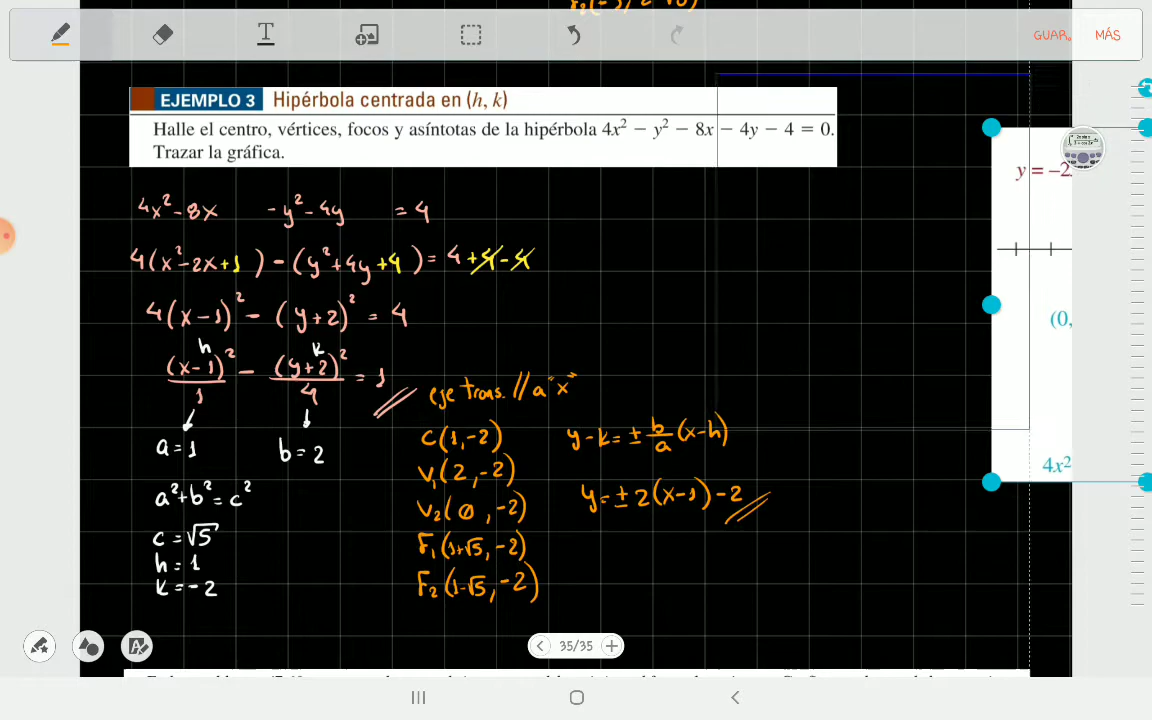 GUAR. MÁS
EJEMPLO 3 Hipérbola centrada en (h, k)
Halle el centro, vértices, focos y asíntotas de la hipérbola 4x² − y² − 8x − 4y − 4 = 0.
Trazar la gráfica.
4x²-8x -y²-4y = 4
4(x²-2x+1) - (y²+4y+4) = 4+4-4
4(x-1)² - (y+2)² = 4
h k
(x-1)²/1 - (y+2)²/4 = 1
a=1 b=2
a²+b²=c²
c=√5
h=1
k=-2
eje trans. // a "x"
C(1,-2)
V₁(2,-2)
V₂(0,-2)
F₁(1+√5,-2)
F₂(1-√5,-2)
y-k=± b/a (x-h)
y=±2(x-1)-2
y = −2
(0,
4x²
35/35